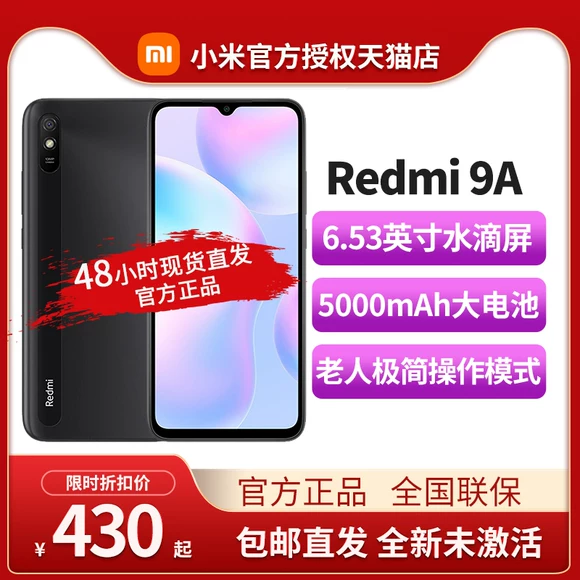 小米官方授权天猫店
Redmi 9A
6.53英寸水滴屏
5000mAh大电池
老人极简操作模式
48小时现货直发
官方正品
Redmi
限时折扣价
¥430起
官方正品 全国联保
包邮直发 全新未激活